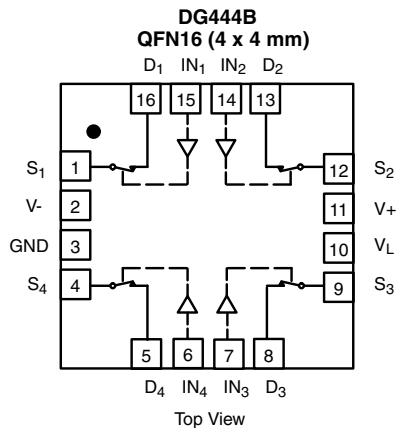 DG444B
QFN16 (4 x 4 mm)
D1 IN1 IN2 D2
16 15 14 13
S1 1 12 S2
V- 2 11 V+
GND 3 10 VL
S4 4 9 S3
5 6 7 8
D4 IN4 IN3 D3
Top View